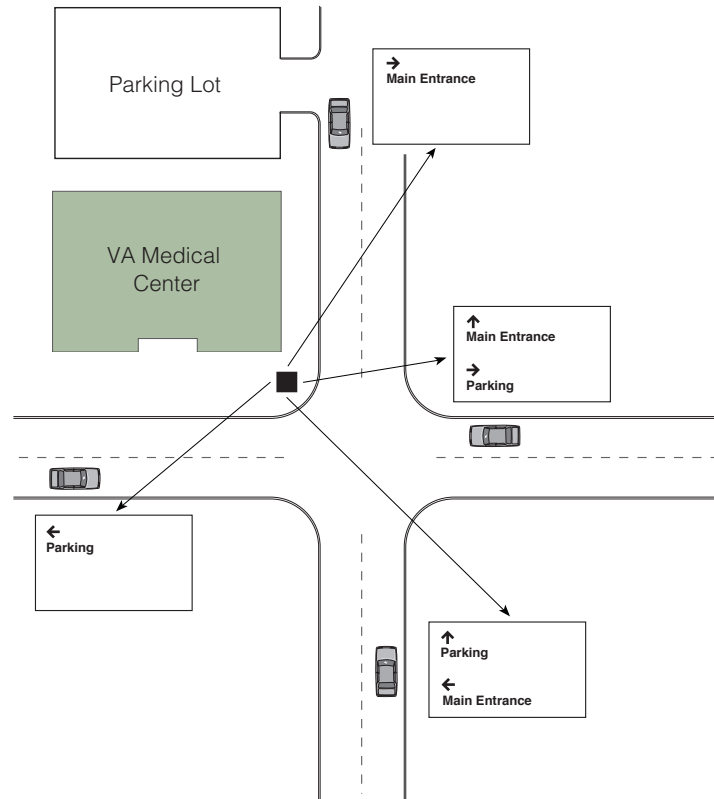 Parking Lot
→
Main Entrance
VA Medical
Center
↑
Main Entrance
→
Parking
←
Parking
↑
Parking
←
Main Entrance